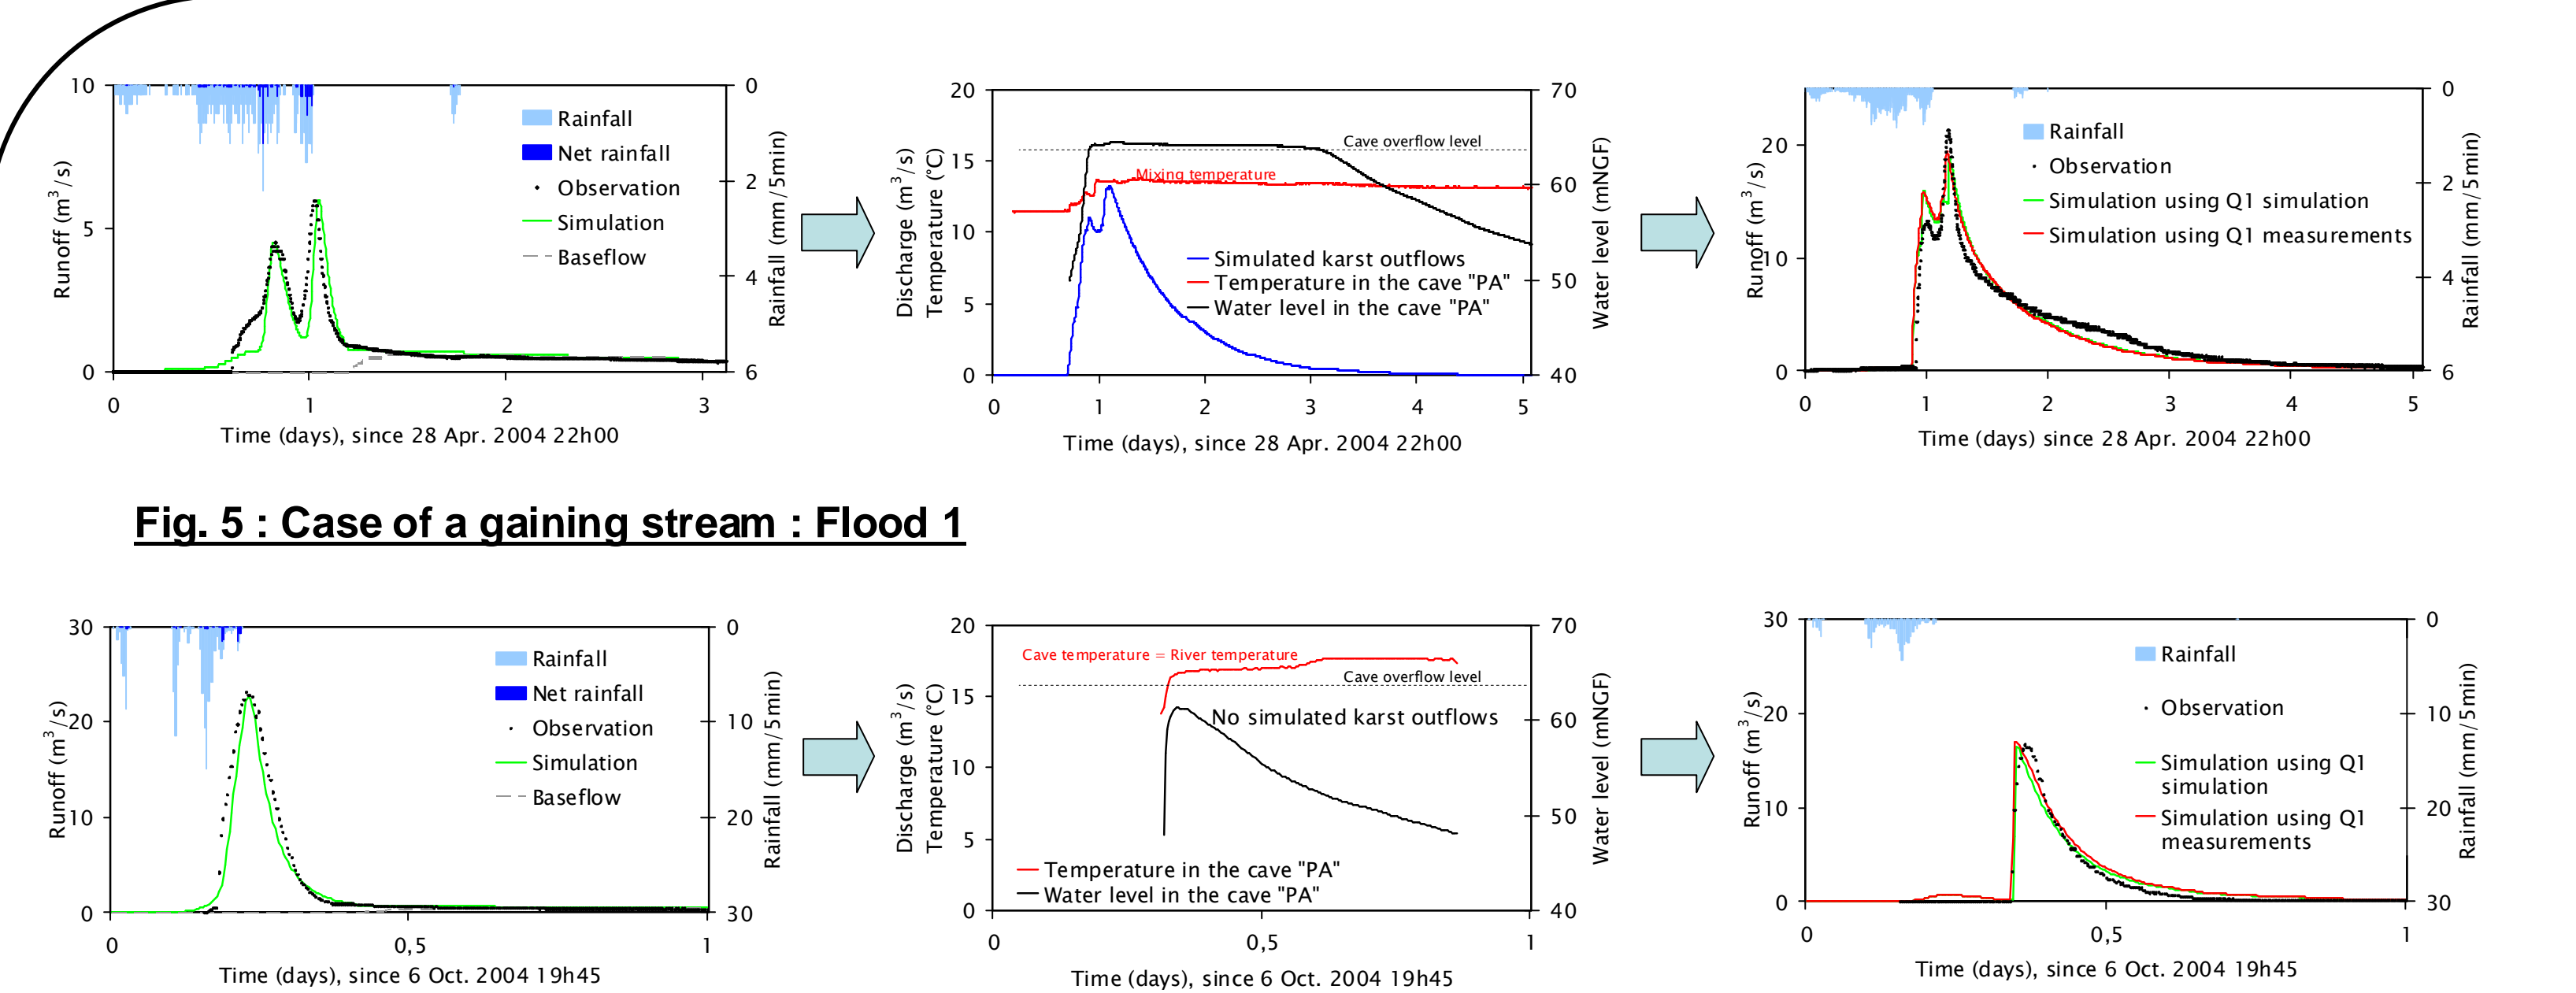 10
5
0
Runoff (m³/s)
0
2
4
6
Rainfall (mm/5min)
Rainfall
Net rainfall
Observation
Simulation
Baseflow
0 1 2 3
Time (days), since 28 Apr. 2004 22h00
20
15
10
5
0
Discharge (m³/s)
Temperature (°C)
70
60
50
40
Water level (mNGF)
Cave overflow level
Mixing temperature
Simulated karst outflows
Temperature in the cave "PA"
Water level in the cave "PA"
0 1 2 3 4 5
Time (days), since 28 Apr. 2004 22h00
20
10
0
Runoff (m³/s)
0
2
4
6
Rainfall (mm/5min)
Rainfall
Observation
Simulation using Q1 simulation
Simulation using Q1 measurements
0 1 2 3 4 5
Time (days) since 28 Apr. 2004 22h00
Fig. 5 : Case of a gaining stream : Flood 1
30
20
10
0
Runoff (m³/s)
0
10
20
30
Rainfall (mm/5min)
Rainfall
Net rainfall
Observation
Simulation
Baseflow
0 0,5 1
Time (days), since 6 Oct. 2004 19h45
20
15
10
5
0
Discharge (m³/s)
Temperature (°C)
70
60
50
40
Water level (mNGF)
Cave temperature = River temperature
Cave overflow level
No simulated karst outflows
Temperature in the cave "PA"
Water level in the cave "PA"
0 0,5 1
Time (days), since 6 Oct. 2004 19h45
30
20
10
0
Runoff (m³/s)
0
10
20
30
Rainfall (mm/5min)
Rainfall
Observation
Simulation using Q1
simulation
Simulation using Q1
measurements
0 0,5 1
Time (days), since 6 Oct. 2004 19h45